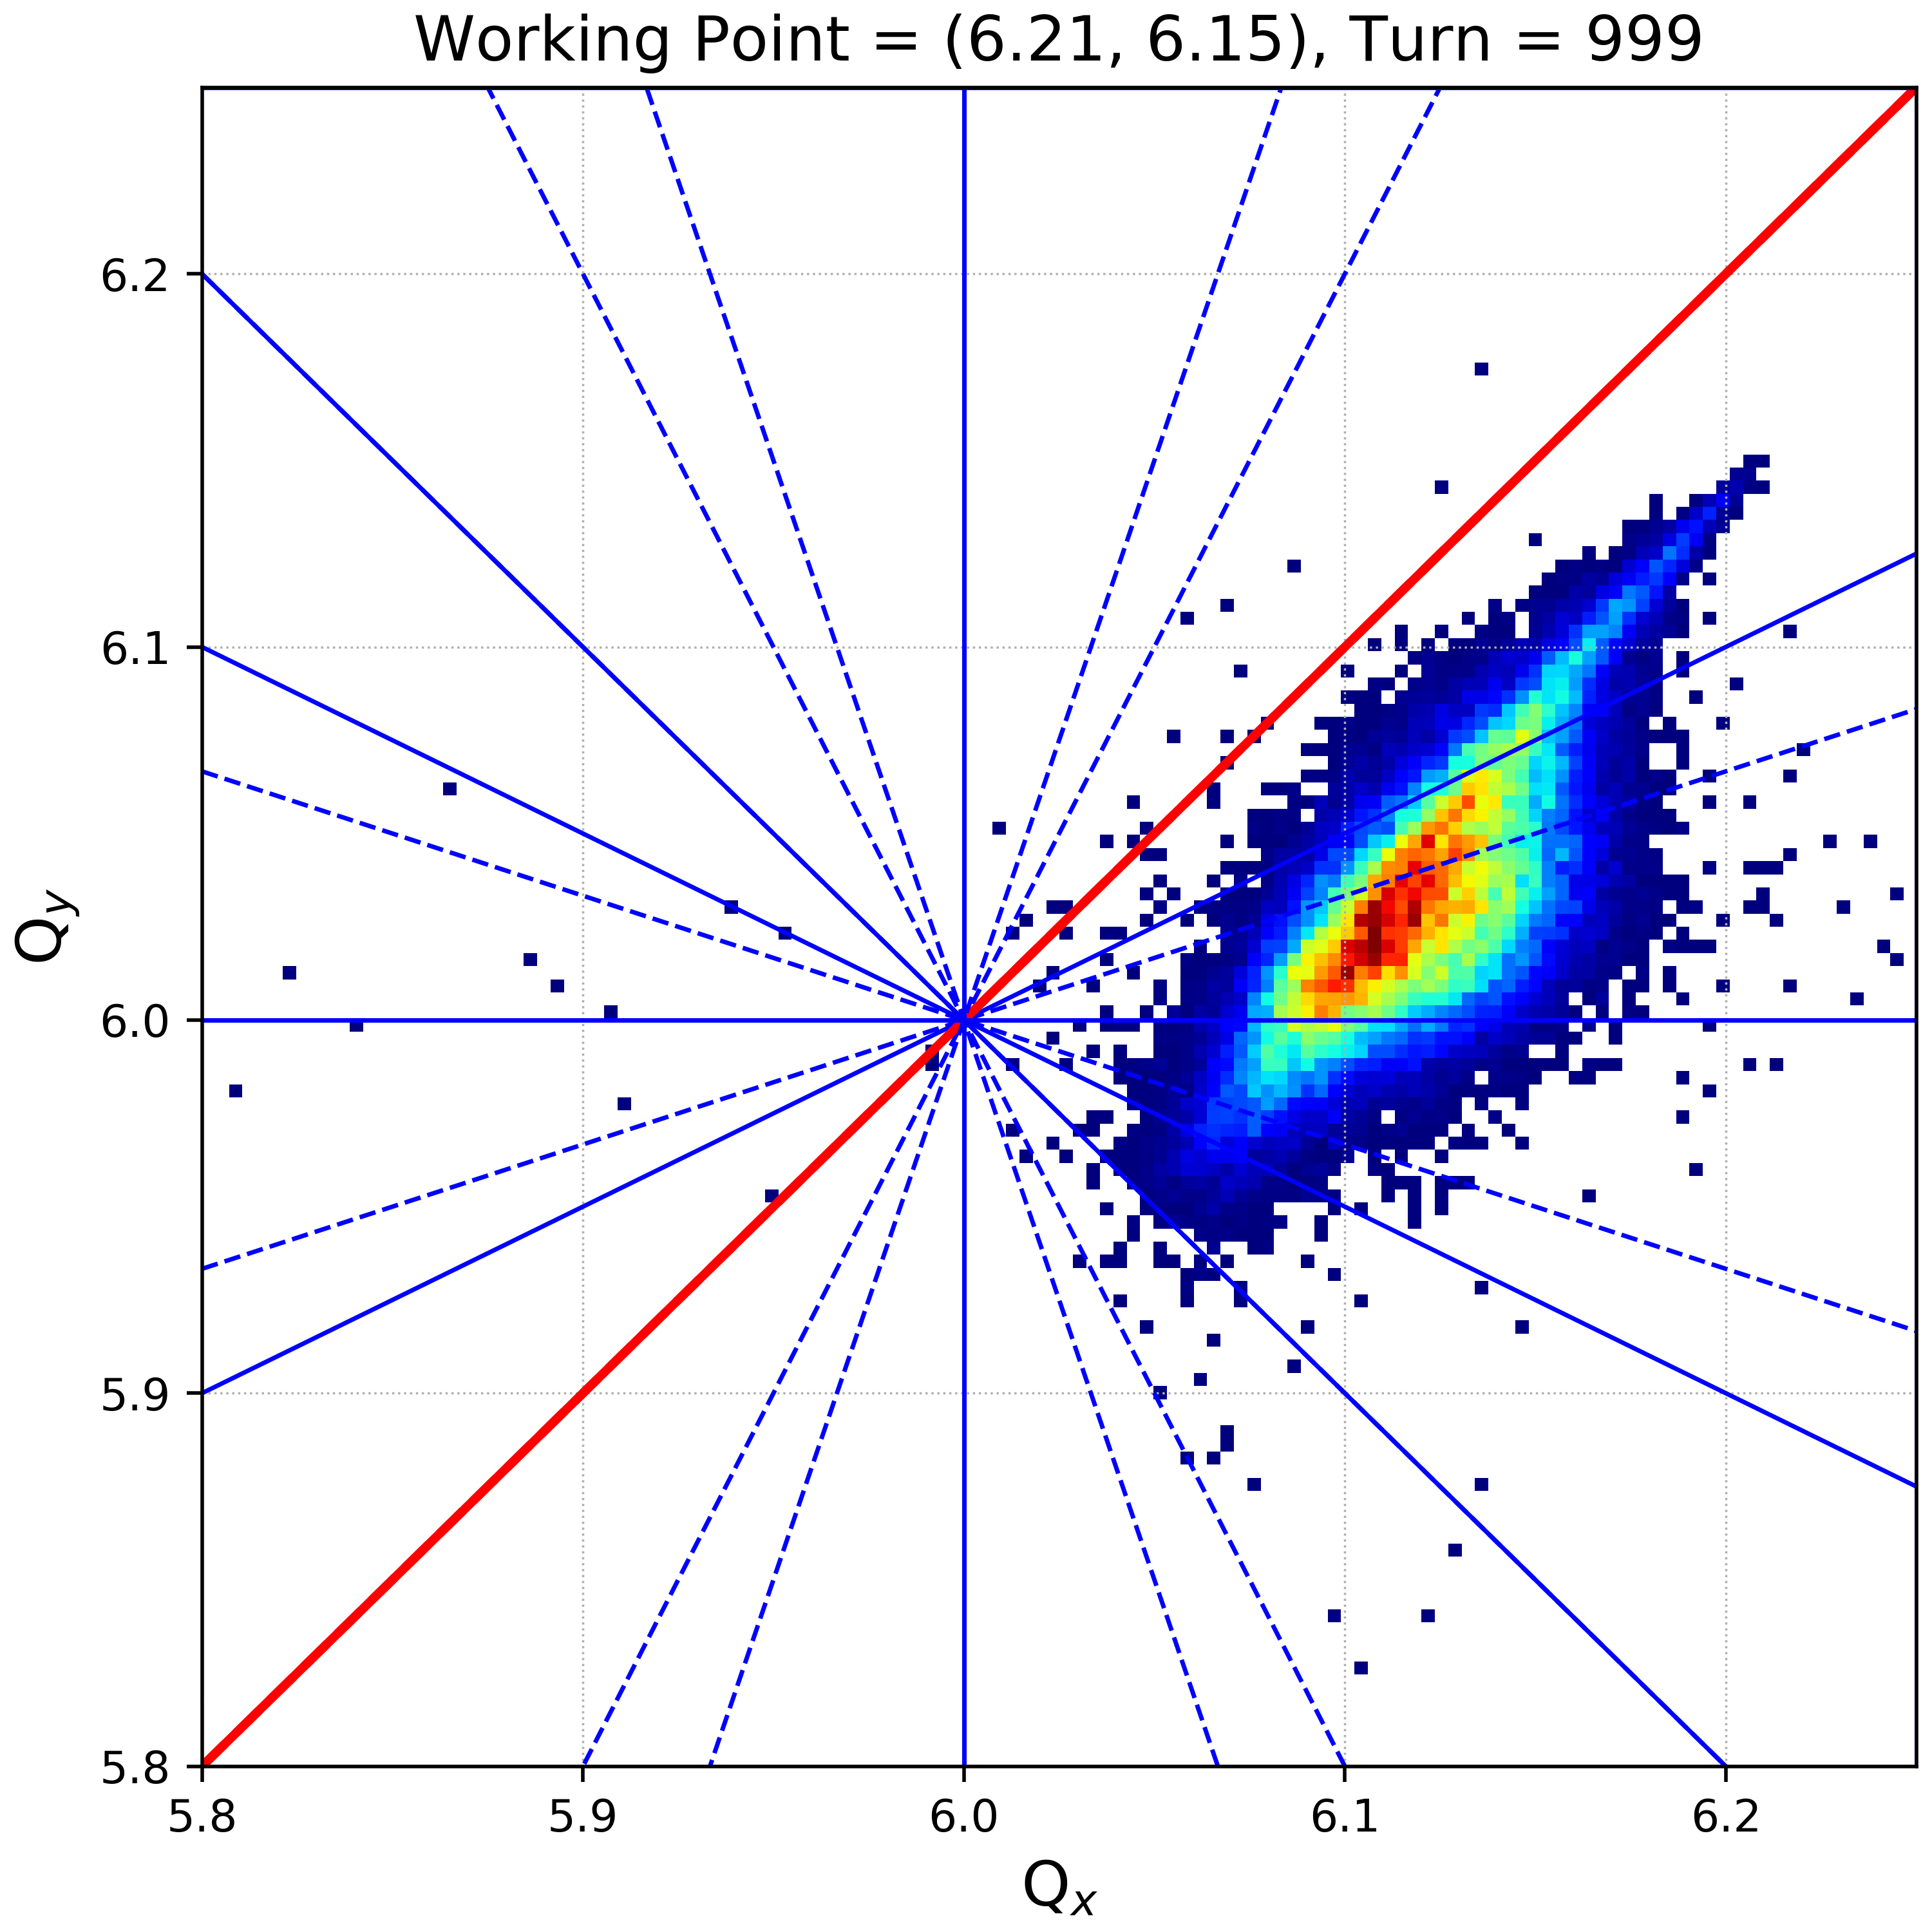 Working Point = (6.21, 6.15), Turn = 999
6.2
6.1
6.0
5.9
5.8
Qy
5.8 5.9 6.0 6.1 6.2
Qx